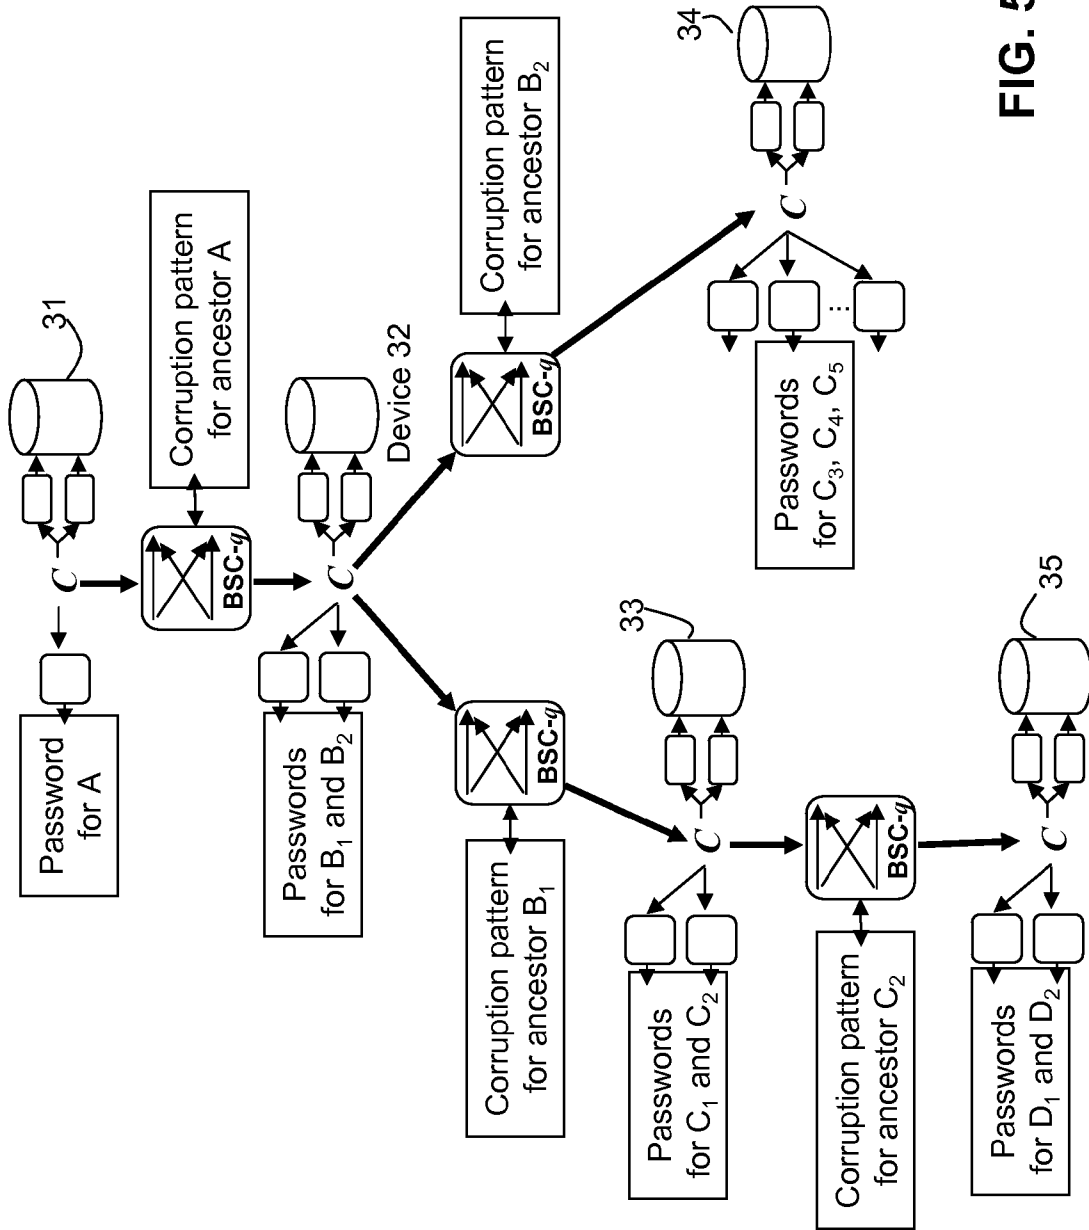 Password
for A
C
31
BSC-q
Corruption pattern
for ancestor A
Passwords
for B₁ and B₂
C
Device 32
Corruption pattern
for ancestor B₁
BSC-q
BSC-q
Corruption pattern
for ancestor B₂
Passwords
for C₁ and C₂
C
33
Passwords
for C₃, C₄, C₅
...
C
34
Corruption pattern
for ancestor C₂
BSC-q
Passwords
for D₁ and D₂
C
35
FIG. 5